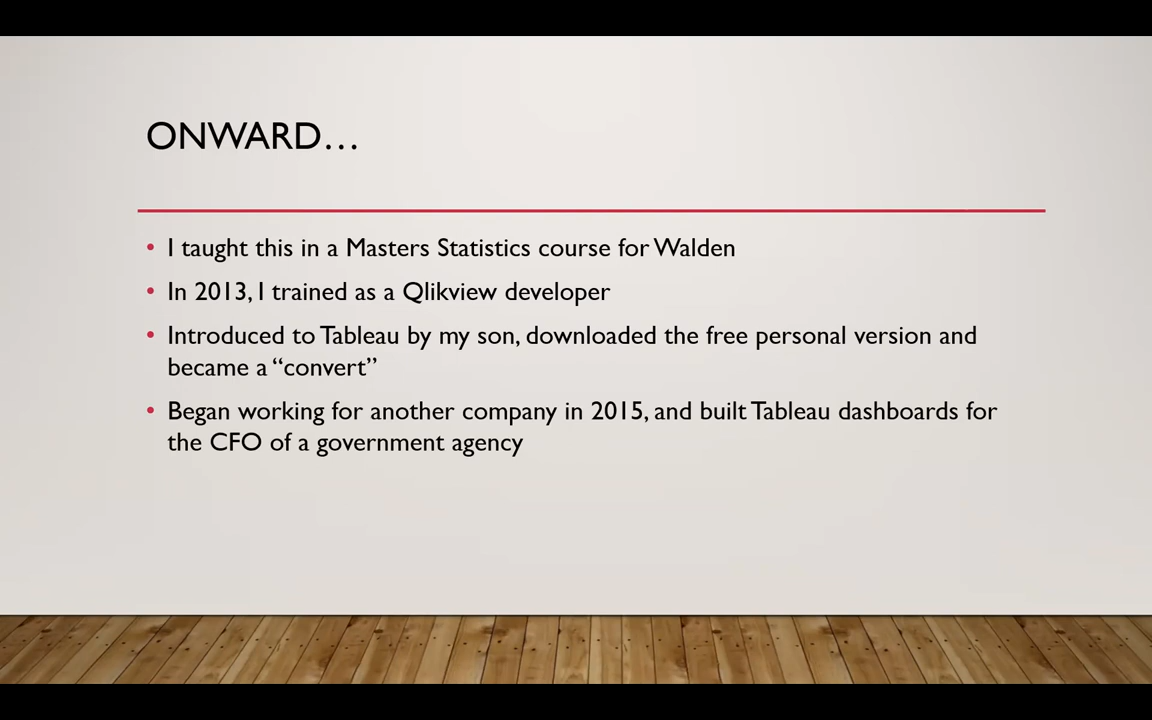 ONWARD…
• I taught this in a Masters Statistics course for Walden
• In 2013, I trained as a Qlikview developer
• Introduced to Tableau by my son, downloaded the free personal version and
became a “convert”
• Began working for another company in 2015, and built Tableau dashboards for
the CFO of a government agency